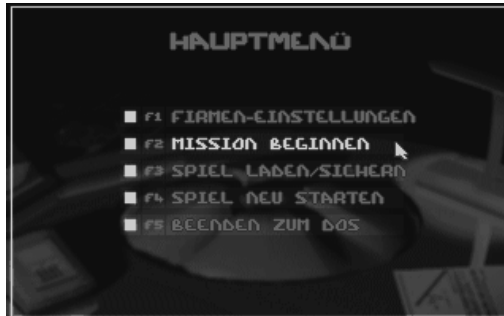 HAUPTMENÜ
F1 FIRMEN-EINSTELLUNGEN
F2 MISSION BEGINNEN
F3 SPIEL LADEN/SICHERN
F4 SPIEL NEU STARTEN
F5 BEENDEN ZUM DOS